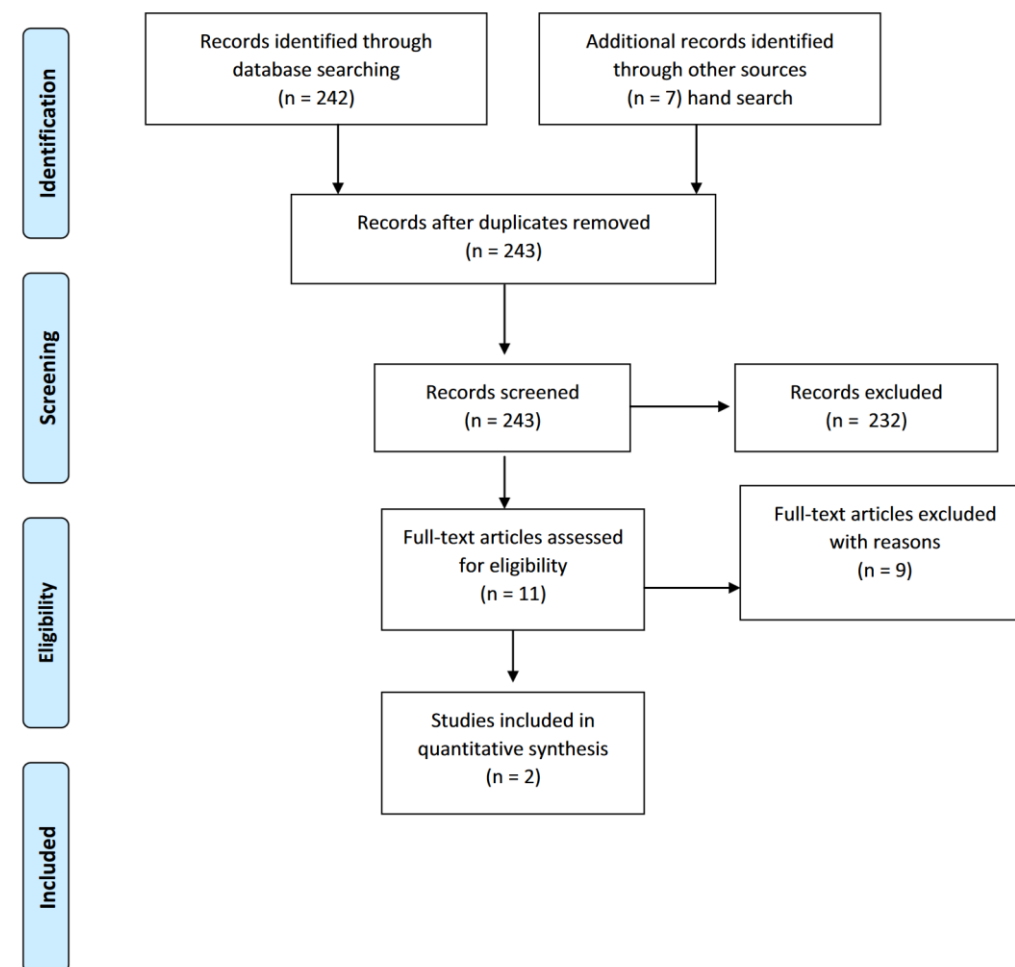 Identification
Records identified through
database searching
(n = 242)
Additional records identified
through other sources
(n = 7) hand search
Records after duplicates removed
(n = 243)
Screening
Records screened
(n = 243)
Records excluded
(n =  232)
Eligibility
Full-text articles assessed
for eligibility
(n = 11)
Full-text articles excluded
with reasons
(n = 9)
Studies included in
quantitative synthesis
(n = 2)
Included